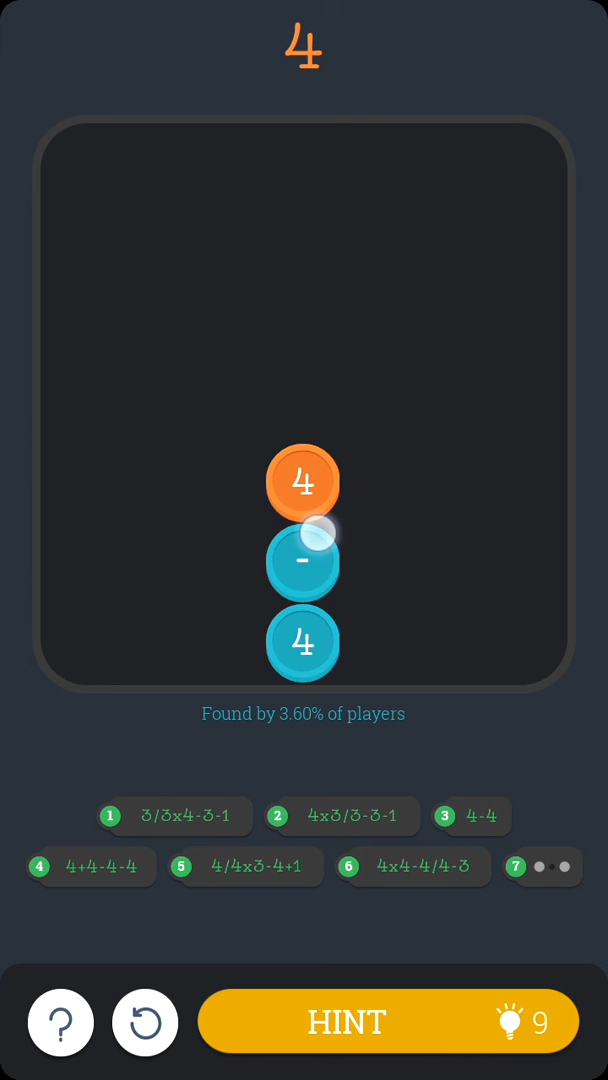 4
4
-
4
Found by 3.60% of players
1 3/3x4-3-1 2 4x3/3-3-1 3 4-4
4 4+4-4-4 5 4/4x3-4+1 6 4x4-4/4-3 7
? HINT 9